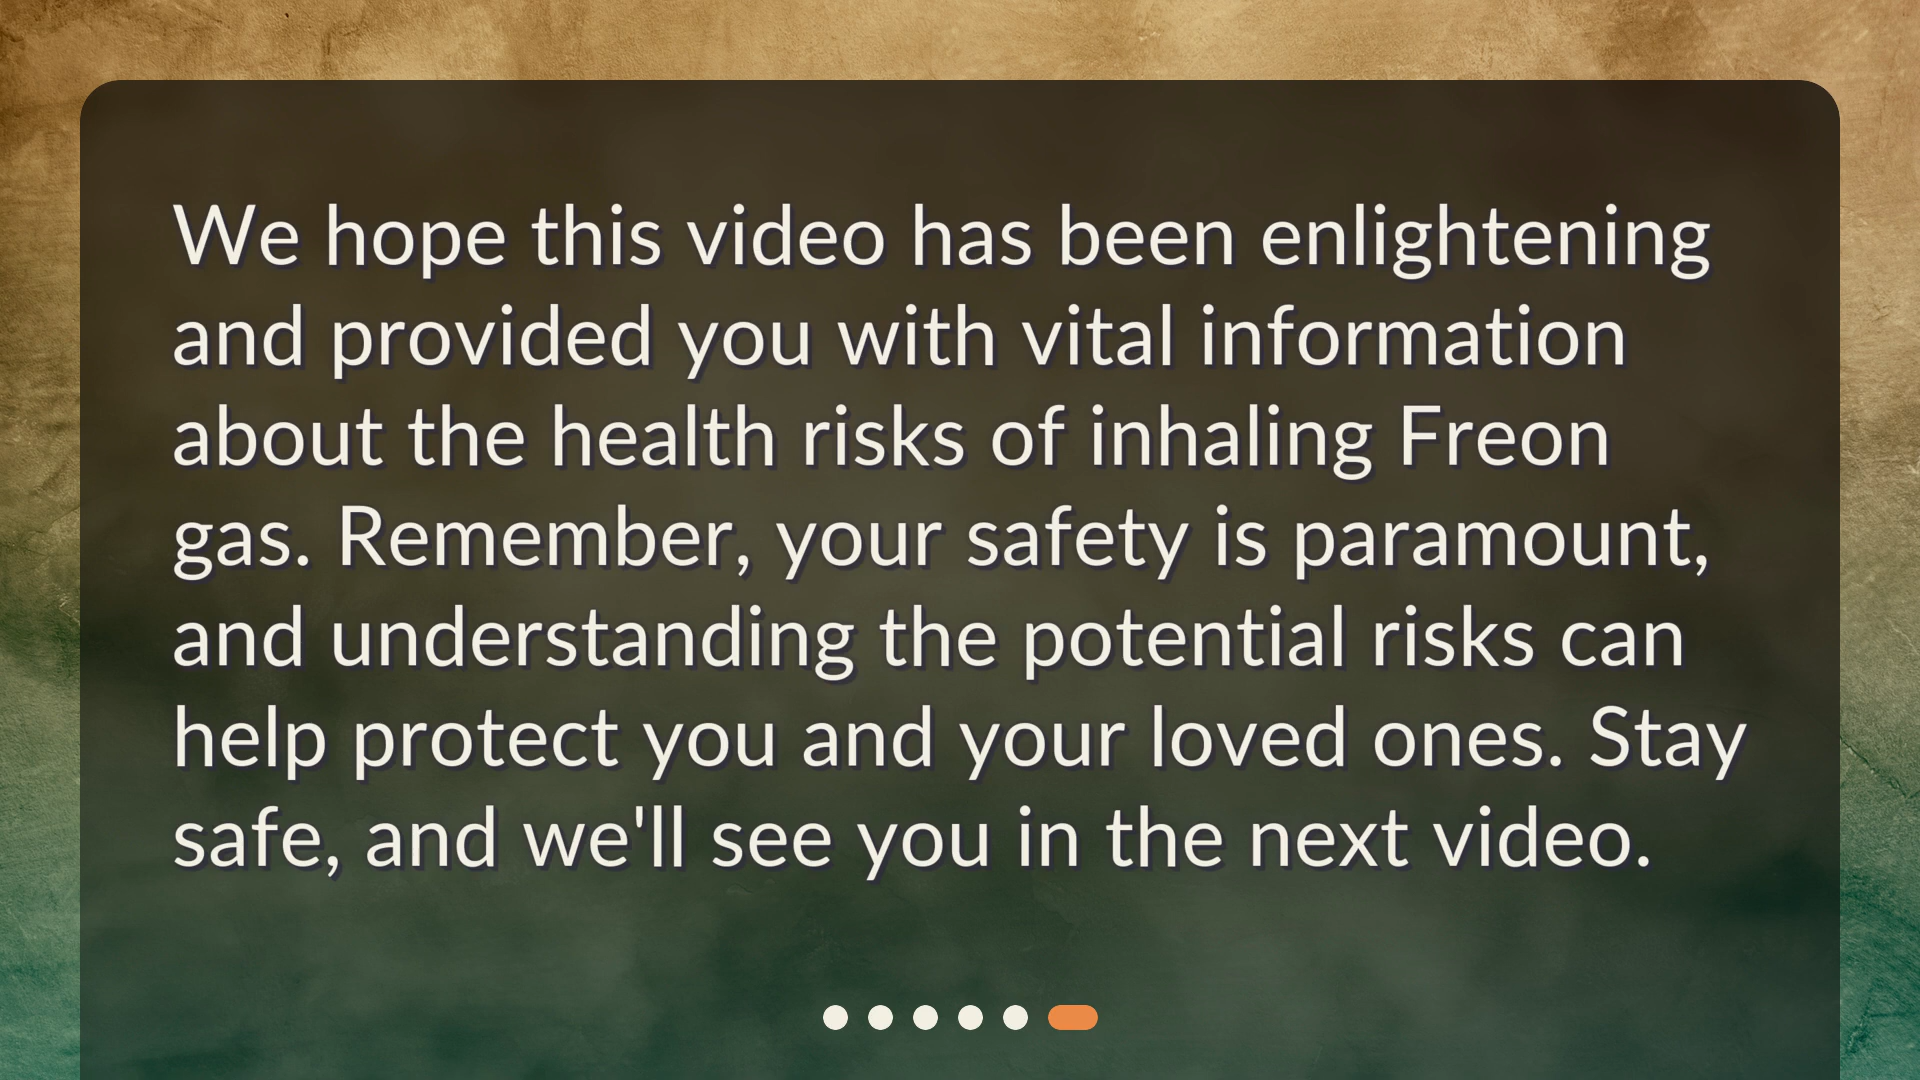 We hope this video has been enlightening
and provided you with vital information
about the health risks of inhaling Freon
gas. Remember, your safety is paramount,
and understanding the potential risks can
help protect you and your loved ones. Stay
safe, and we'll see you in the next video.